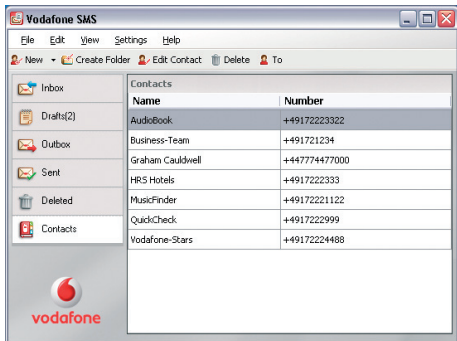 Vodafone SMS
File Edit View Settings Help
New Create Folder Edit Contact Delete To
Inbox
Drafts(2)
Outbox
Sent
Deleted
Contacts
vodafone
Contacts
Name Number
AudioBook +49172223322
Business-Team +491721234
Graham Cauldwell +447774477000
HRS Hotels +4917222333
MusicFinder +49172221122
QuickCheck +4917222999
Vodafone-Stars +49172224488